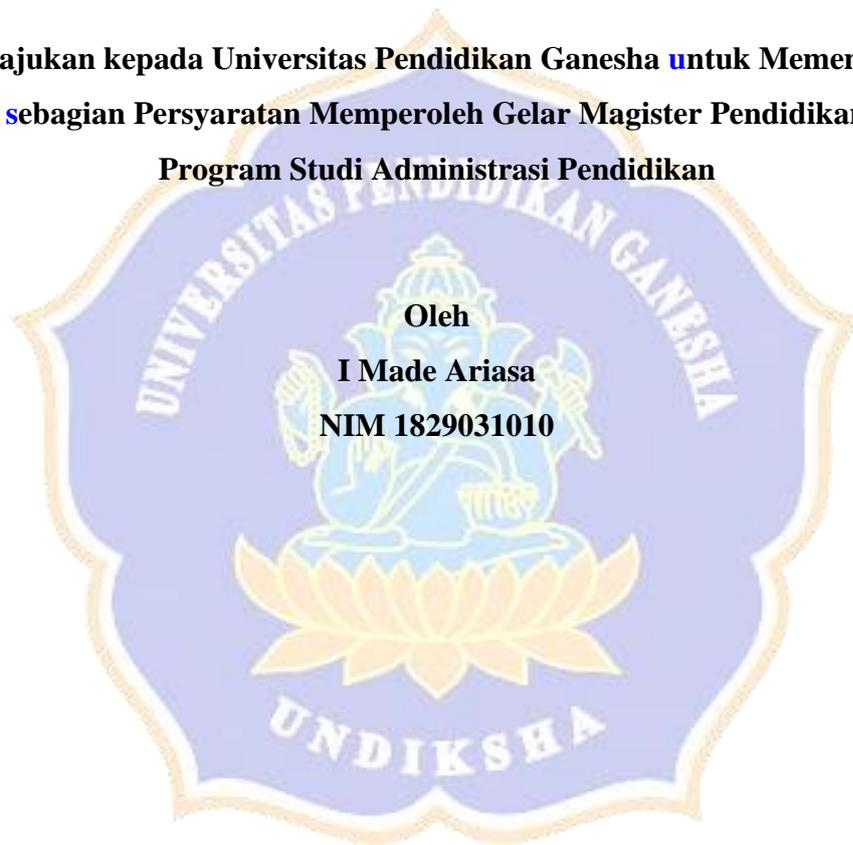 ajukan kepada Universitas Pendidikan Ganesha untuk Memen
sebagian Persyaratan Memperoleh Gelar Magister Pendidikan
Program Studi Administrasi Pendidikan
UNIVERSITAS PENDIDIKAN GANESHA
Oleh
I Made Ariasa
NIM 1829031010
UNDIKSHA